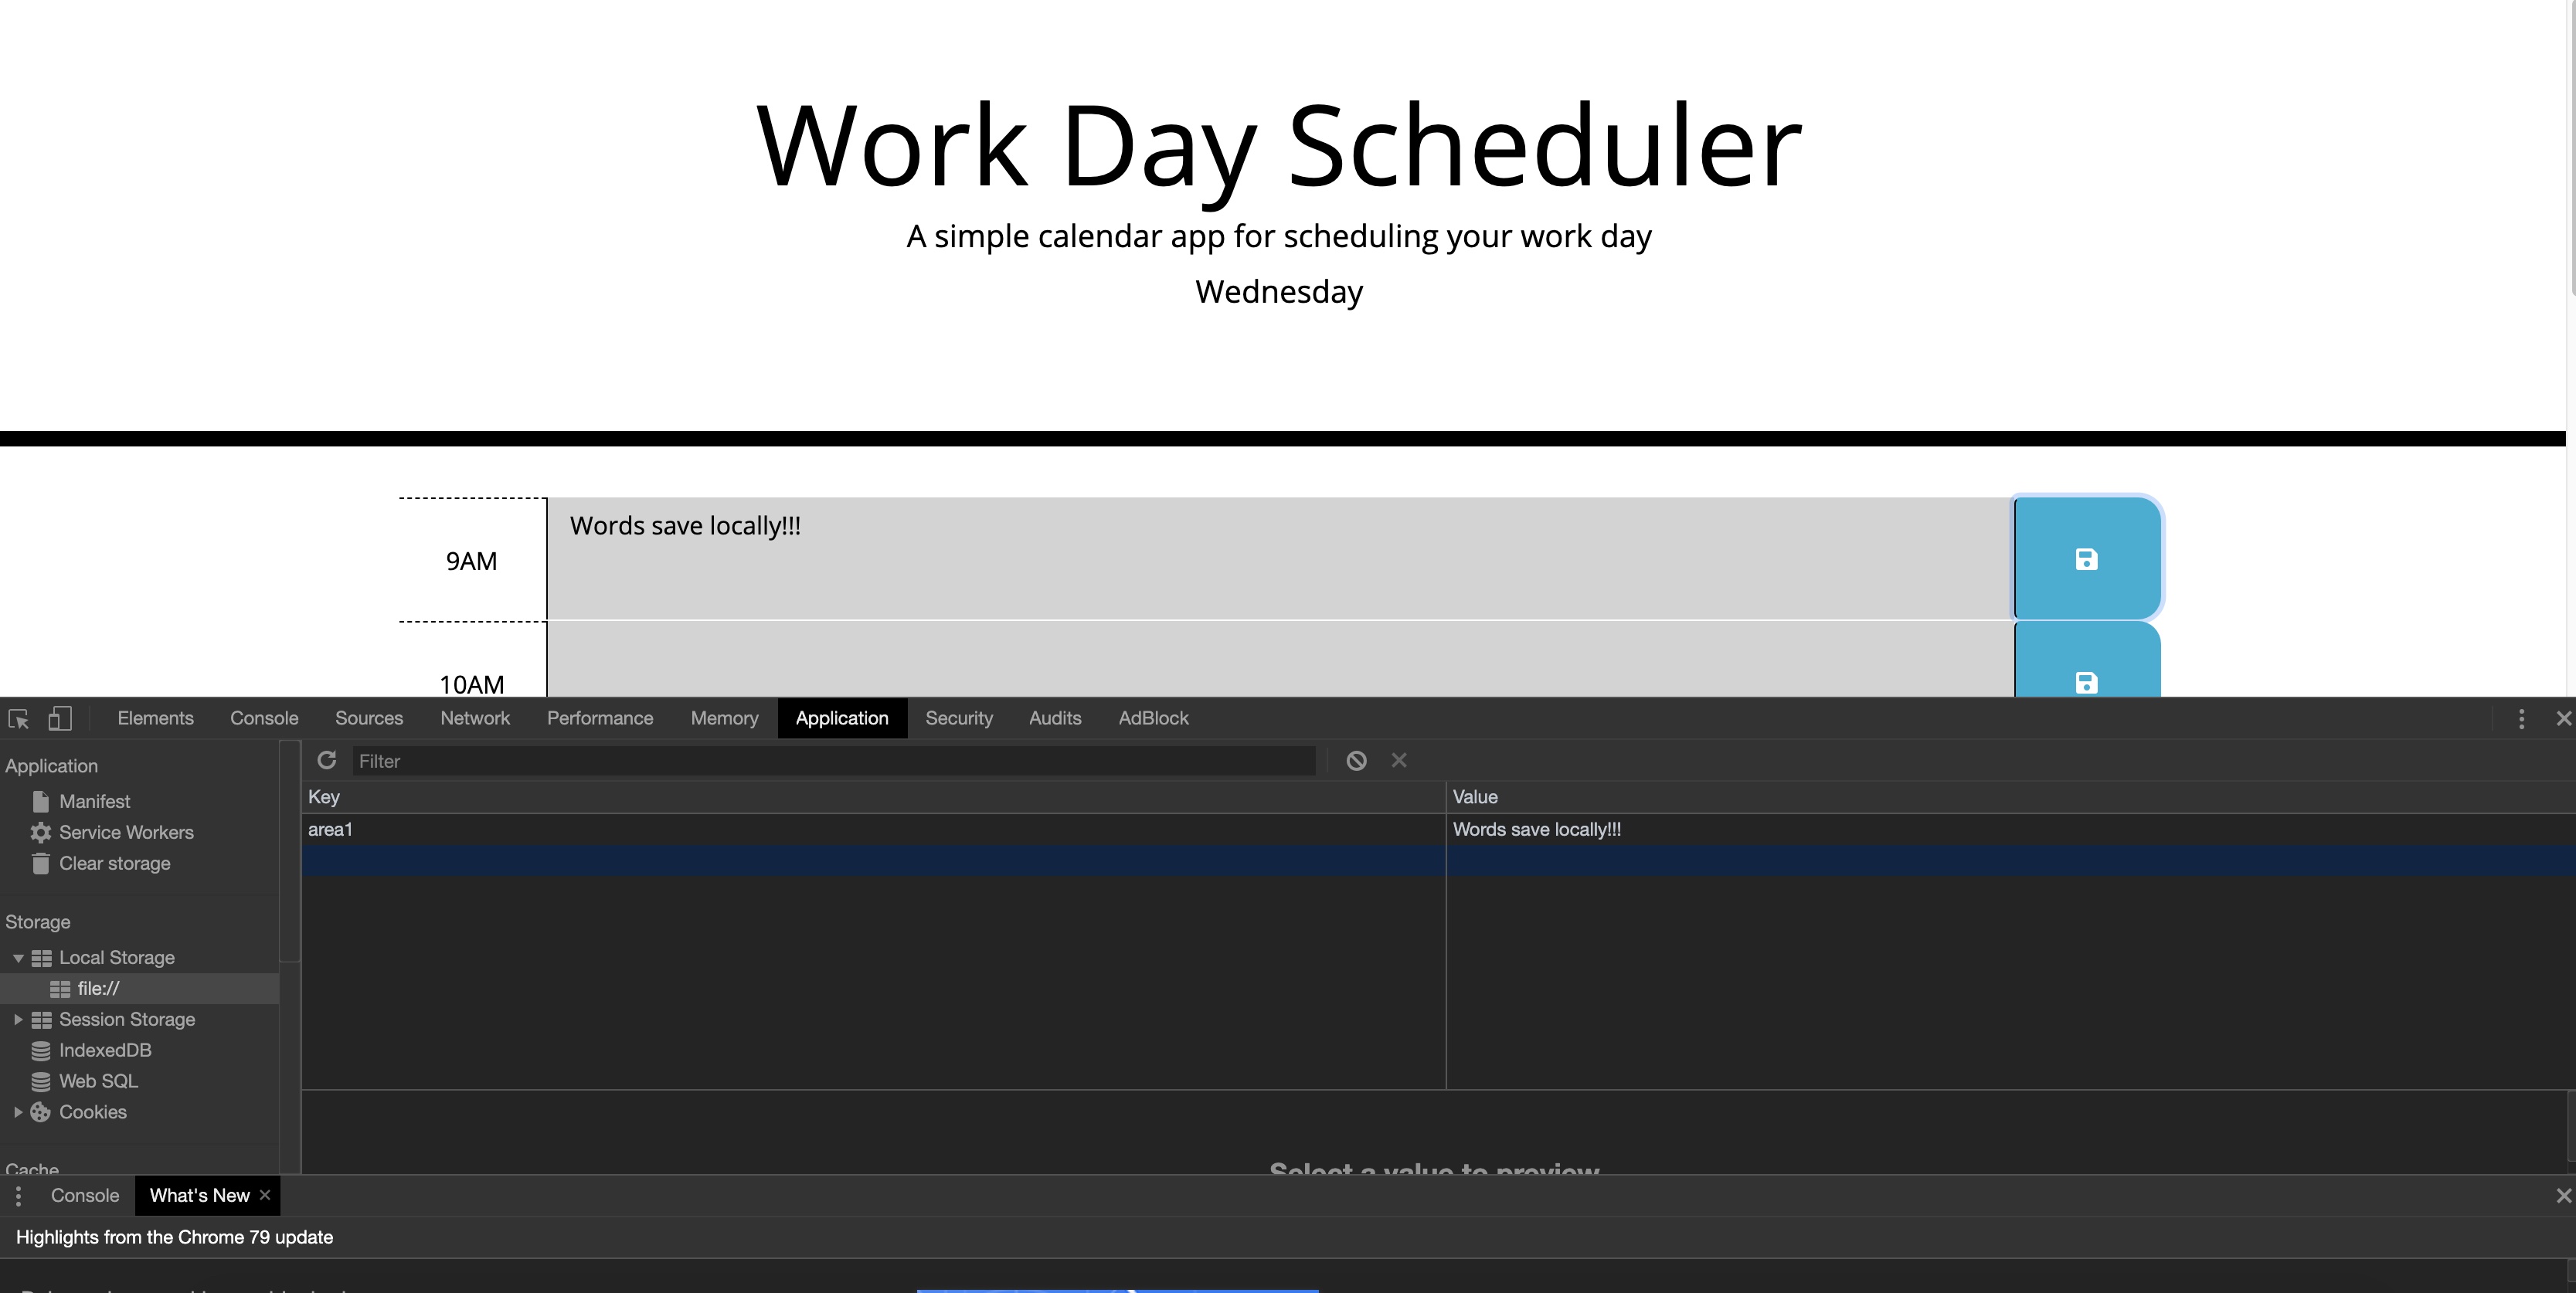 Work Day Scheduler
A simple calendar app for scheduling your work day
Wednesday
9AM
Words save locally!!!
10AM
Elements Console Sources Network Performance Memory Application Security Audits AdBlock
Application
Manifest
Service Workers
Clear storage
Storage
Local Storage
file://
Session Storage
IndexedDB
Web SQL
Cookies
Cache
Filter
Key Value
area1 Words save locally!!!
Select a value to preview
Console What's New
Highlights from the Chrome 79 update